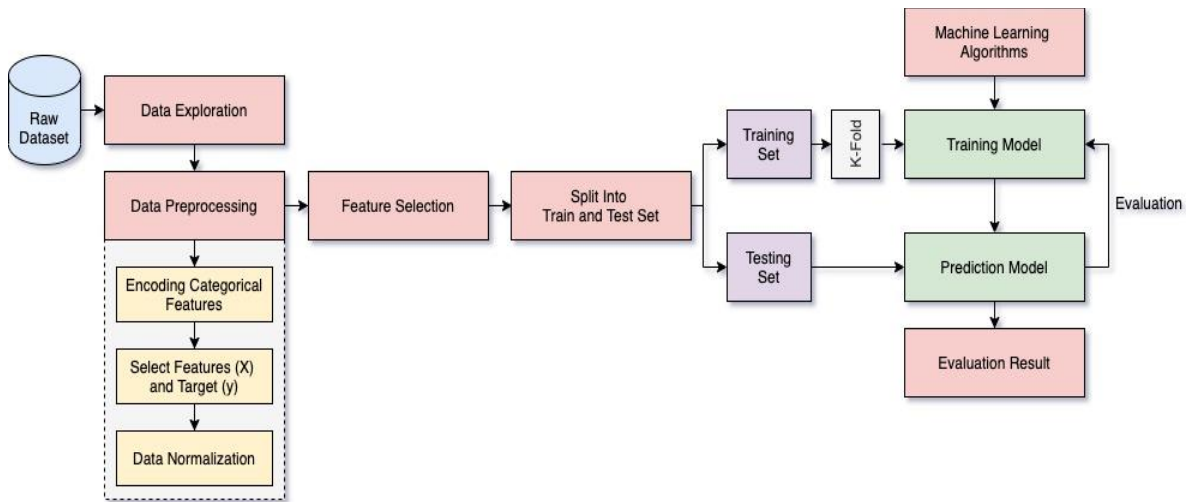 Raw
Dataset
Data Exploration
Data Preprocessing
Encoding Categorical
Features
Select Features (X)
and Target (y)
Data Normalization
Feature Selection
Split Into
Train and Test Set
Training
Set
K-Fold
Testing
Set
Machine Learning
Algorithms
Training Model
Evaluation
Prediction Model
Evaluation Result